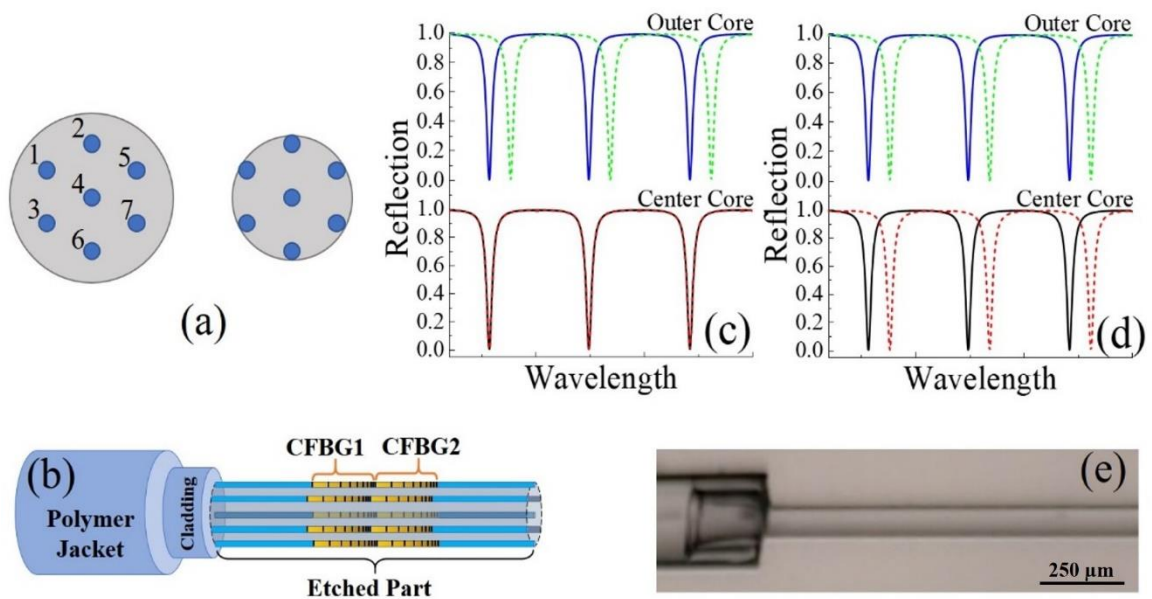 2
1
5
4
3
7
6
(a)
Outer Core
1.0
0.8
0.6
0.4
0.2
0.0
Center Core
1.0
0.8
0.6
0.4
0.2
0.0
Reflection
(c)
Wavelength
Outer Core
1.0
0.8
0.6
0.4
0.2
0.0
Center Core
1.0
0.8
0.6
0.4
0.2
0.0
Reflection
(d)
Wavelength
(b)
CFBG1 CFBG2
Polymer
Jacket
Cladding
Etched Part
(e)
250 µm